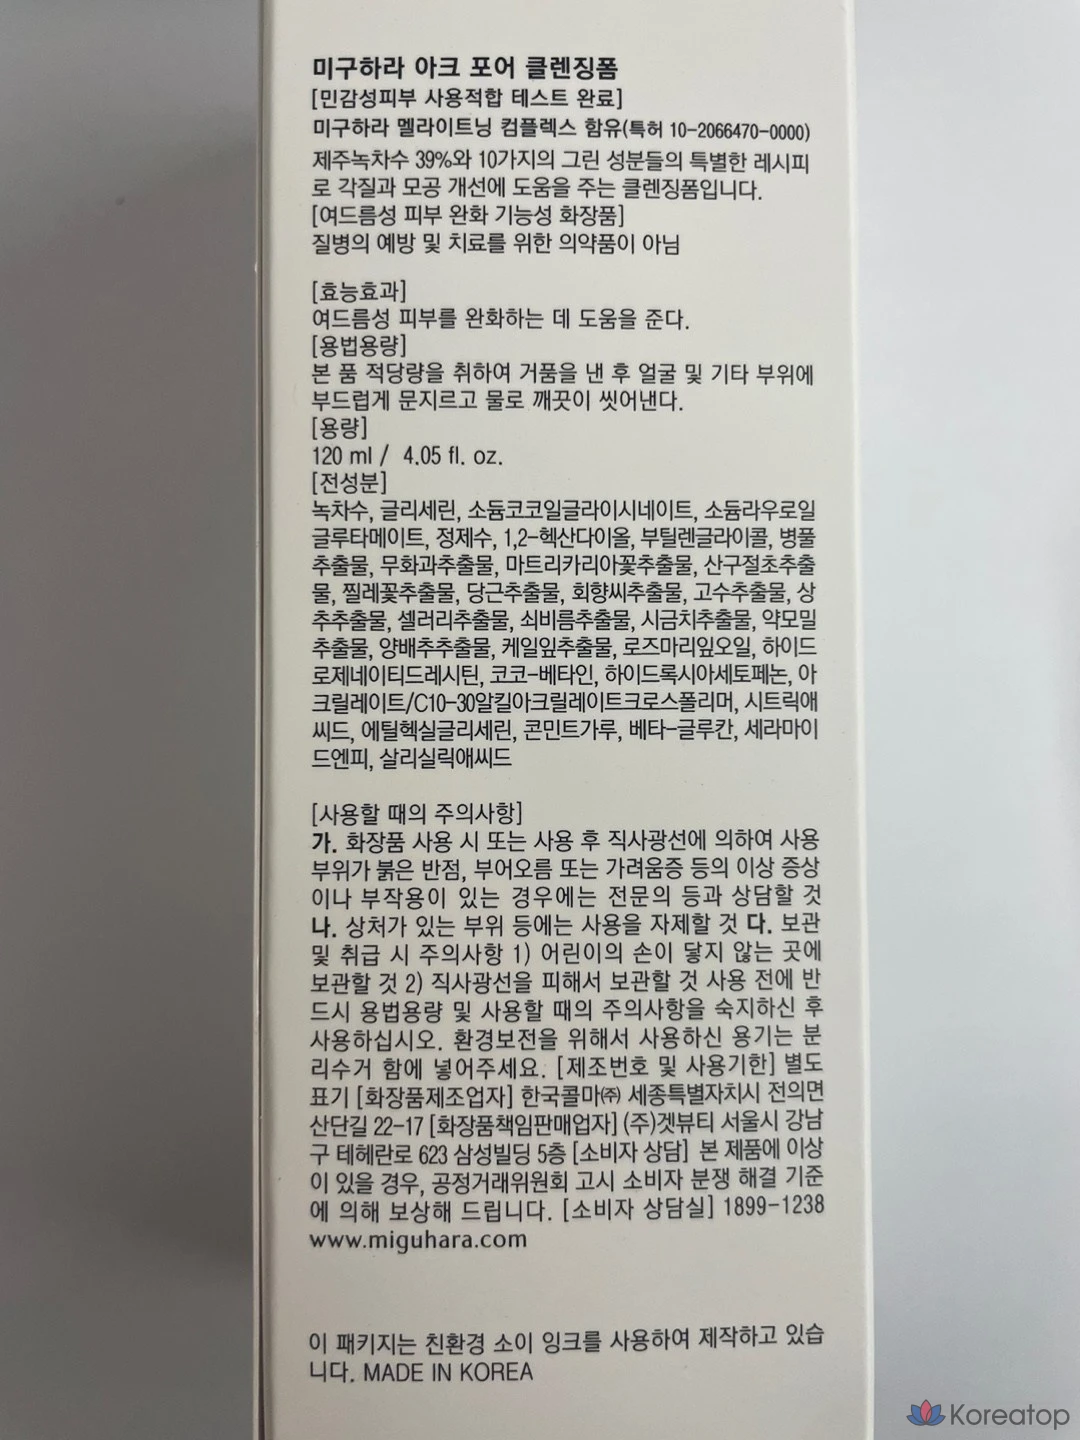 미구하라 아크 포어 클렌징폼
[민감성피부 사용적합 테스트 완료]
미구하라 멜라이트닝 컴플렉스 함유(특허 10-2066470-0000)
제주녹차수 39%와 10가지의 그린 성분들의 특별한 레시피
로 각질과 모공 개선에 도움을 주는 클렌징폼입니다.
[여드름성 피부 완화 기능성 화장품]
질병의 예방 및 치료를 위한 의약품이 아님
[효능효과]
여드름성 피부를 완화하는 데 도움을 준다.
[용법용량]
본 품 적당량을 취하여 거품을 낸 후 얼굴 및 기타 부위에
부드럽게 문지르고 물로 깨끗이 씻어낸다.
[용량]
120 ml / 4.05 fl. oz.
[전성분]
녹차수, 글리세린, 소듐코코일글라이시네이트, 소듐라우로일
글루타메이트, 정제수, 1,2-헥산다이올, 부틸렌글라이콜, 병풀
추출물, 무화과추출물, 마트리카리아꽃추출물, 산구절초추출
물, 찔레꽃추출물, 당근추출물, 회향씨추출물, 고수추출물, 상
추추출물, 셀러리추출물, 쇠비름추출물, 시금치추출물, 약모밀
추출물, 양배추추출물, 케일잎추출물, 로즈마리잎오일, 하이드
로제네이티드레시틴, 코코-베타인, 하이드록시아세토페논, 아
크릴레이트/C10-30알킬아크릴레이트크로스폴리머, 시트릭애
씨드, 에틸헥실글리세린, 콘민트가루, 베타-글루칸, 세라마이
드엔피, 살리실릭애씨드
[사용할 때의 주의사항]
가. 화장품 사용 시 또는 사용 후 직사광선에 의하여 사용
부위가 붉은 반점, 부어오름 또는 가려움증 등의 이상 증상
이나 부작용이 있는 경우에는 전문의 등과 상담할 것
나. 상처가 있는 부위 등에는 사용을 자제할 것 다. 보관
및 취급 시 주의사항 1) 어린이의 손이 닿지 않는 곳에
보관할 것 2) 직사광선을 피해서 보관할 것 사용 전에 반
드시 용법용량 및 사용할 때의 주의사항을 숙지하신 후
사용하십시오. 환경보전을 위해서 사용하신 용기는 분
리수거 함에 넣어주세요. [제조번호 및 사용기한] 별도
표기 [화장품제조업자] 한국콜마㈜ 세종특별자치시 전의면
산단길 22-17 [화장품책임판매업자] (주)겟뷰티 서울시 강남
구 테헤란로 623 삼성빌딩 5층 [소비자 상담] 본 제품에 이상
이 있을 경우, 공정거래위원회 고시 소비자 분쟁 해결 기준
에 의해 보상해 드립니다. [소비자 상담실] 1899-1238
www.miguhara.com
이 패키지는 친환경 소이 잉크를 사용하여 제작하고 있습
니다. MADE IN KOREA
Koreatop